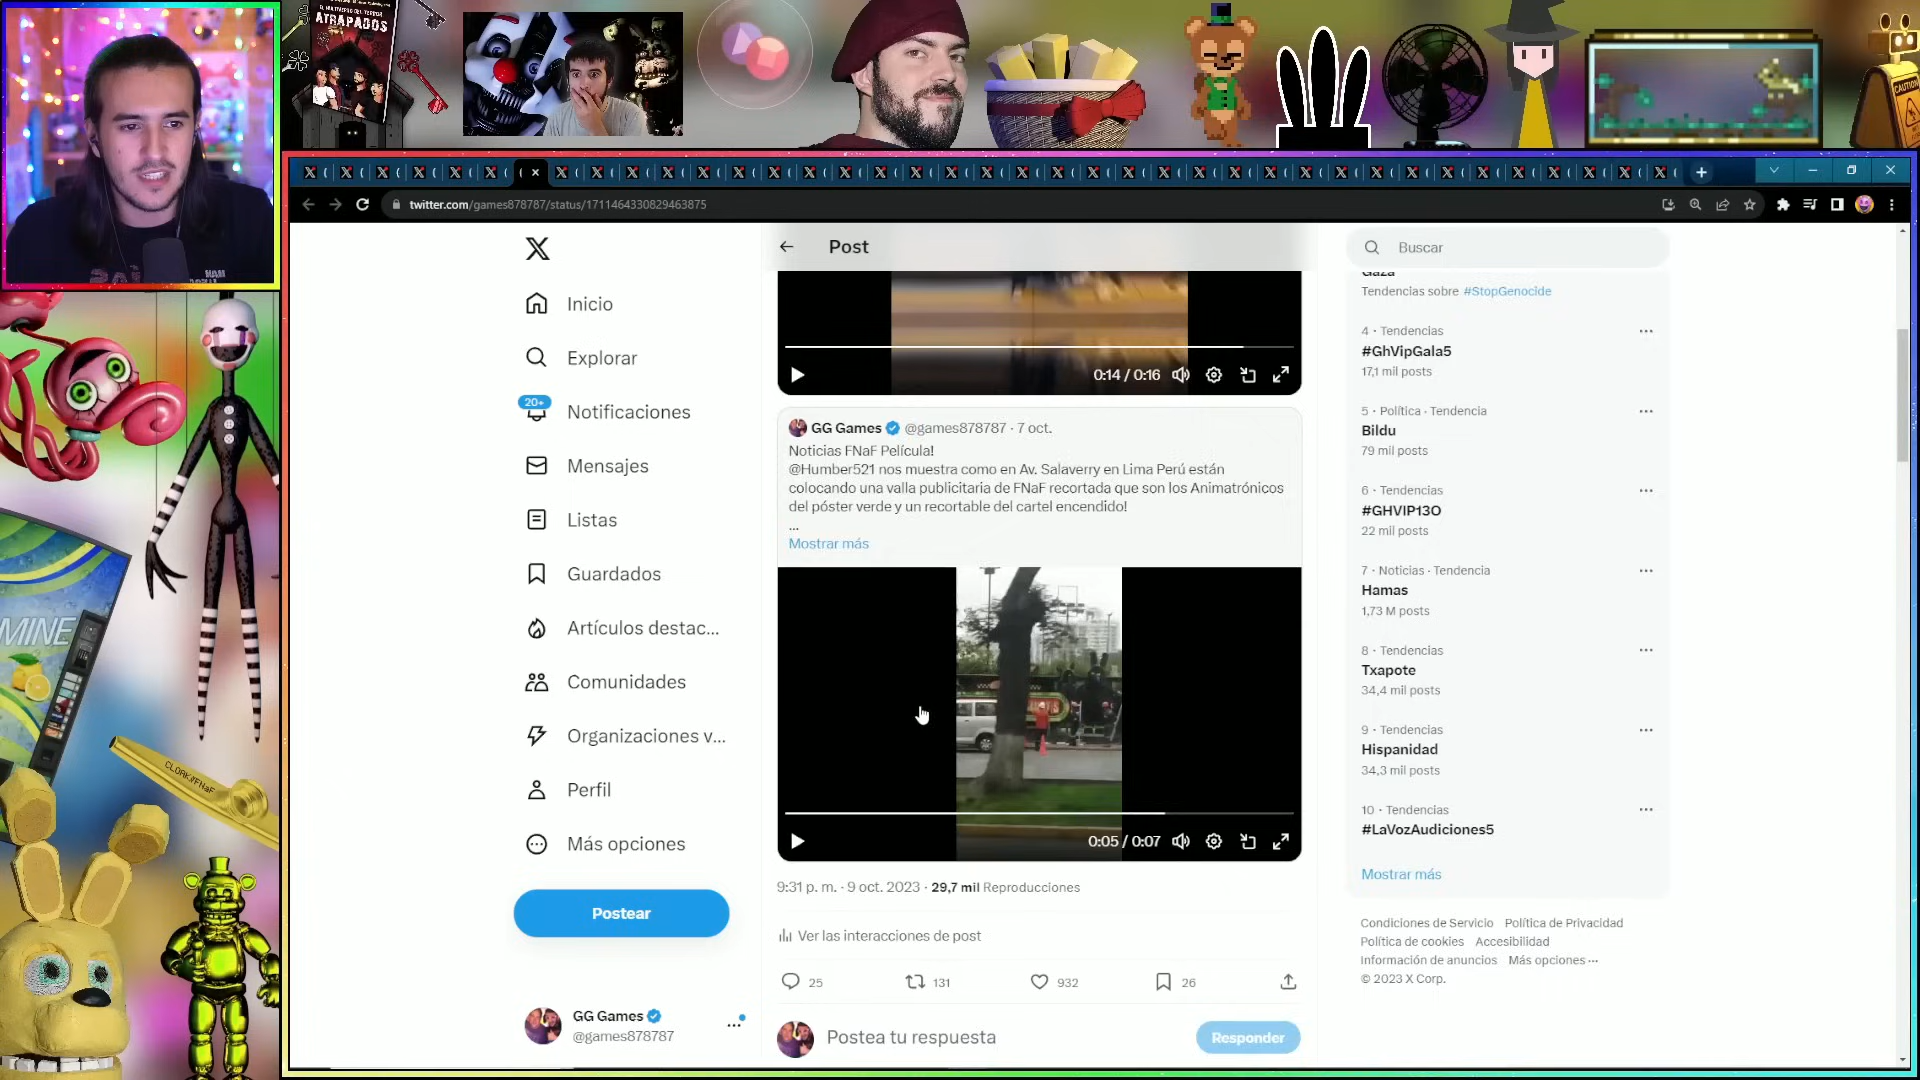 ATRAPADOS
CAUTION
twitter.com/games878787/status/1711464330829463875
Post
Buscar
Inicio
Explorar
20+
Notificaciones
Mensajes
Listas
Guardados
Artículos destac...
Comunidades
Organizaciones v...
Perfil
Más opciones
Postear
GG Games
@games878787
0:14 / 0:16
GG Games @games878787 · 7 oct.
Noticias FNaF Película!
@Humber521 nos muestra como en Av. Salaverry en Lima Perú están
colocando una valla publicitaria de FNaF recortada que son los Animatrónicos
del póster verde y un recortable del cartel encendido!
...
Mostrar más
0:05 / 0:07
9:31 p. m. · 9 oct. 2023 · 29,7 mil Reproducciones
Ver las interacciones de post
25
131
932
26
Postea tu respuesta
Responder
Gaza
Tendencias sobre #StopGenocide
4 · Tendencias
#GhVipGala5
17,1 mil posts
5 · Política · Tendencia
Bildu
79 mil posts
6 · Tendencias
#GHVIP13O
22 mil posts
7 · Noticias · Tendencia
Hamas
1,73 M posts
8 · Tendencias
Txapote
34,4 mil posts
9 · Tendencias
Hispanidad
34,3 mil posts
10 · Tendencias
#LaVozAudiciones5
Mostrar más
Condiciones de Servicio Política de Privacidad
Política de cookies Accesibilidad
Información de anuncios Más opciones ···
© 2023 X Corp.
MINE
CLORK//FNaF